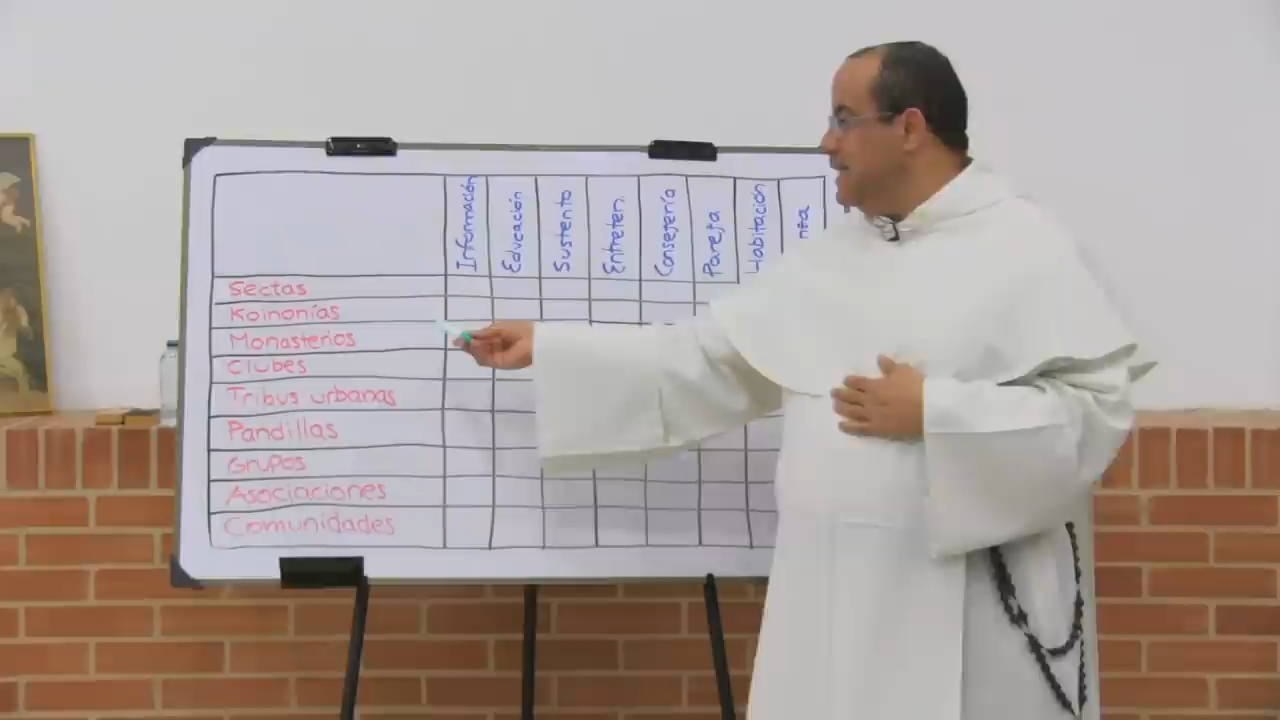 Información Educación Sustento Entreten. Consejería Pareja Habitación
Sectas
Koinonías
Monasterios
Clubes
Tribus urbanas
Pandillas
Grupos
Asociaciones
Comunidades